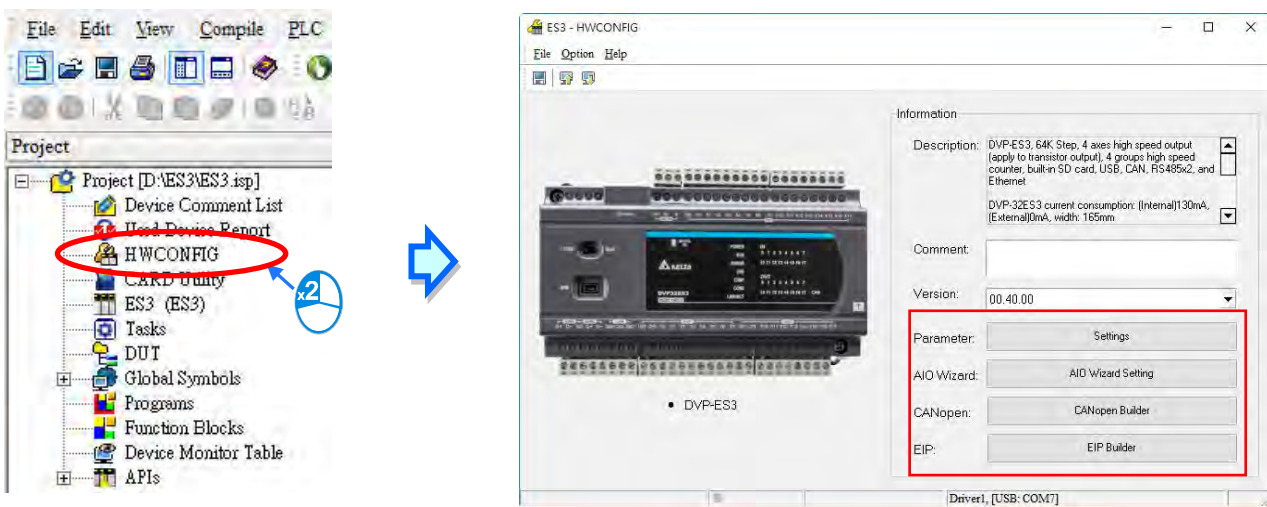 File Edit View Compile PLC
Project
Project [D:\ES3\ES3.isp]
Device Comment List
Used Device Report
HWCONFIG
CARD Utility
ES3 (ES3)
Tasks
DUT
Global Symbols
Programs
Function Blocks
Device Monitor Table
APIs
x2
ES3 - HWCONFIG
File Option Help
Information
Description:
DVP-ES3, 64K Step, 4 axes high speed output
(apply to transistor output), 4 groups high speed
counter, built-in SD card, USB, CAN, RS485x2, and
Ethernet
DVP-32ES3 current consumption: (Internal)130mA,
(External)0mA, width: 165mm
Comment:
Version: 00.40.00
Parameter: Settings
AIO Wizard: AIO Wizard Setting
CANopen: CANopen Builder
EIP: EIP Builder
DELTA
DVP32ES3
• DVP-ES3
Driver1, [USB: COM7]